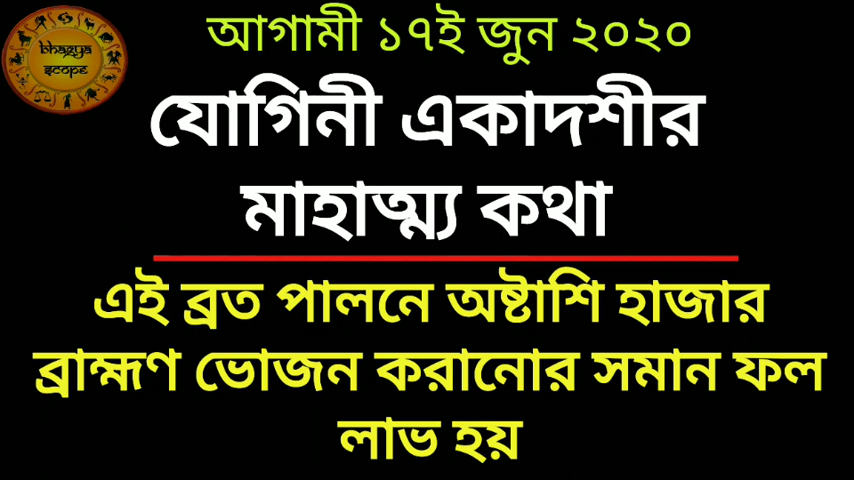 bhagya
scope
আগামী ১৭ই জুন ২০২০
যোগিনী একাদশীর
মাহাত্ম্য কথা
এই ব্রত পালনে অষ্টাশি হাজার
ব্রাহ্মণ ভোজন করানোর সমান ফল
লাভ হয়